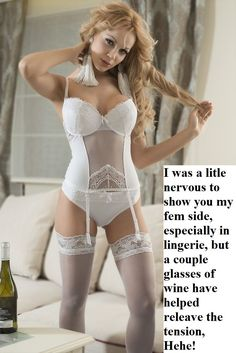 I was a litle
nervous to
show you my
fem side,
especially in
lingerie, but
a couple
glasses of
wine have
helped
releave the
tension,
Hehe!